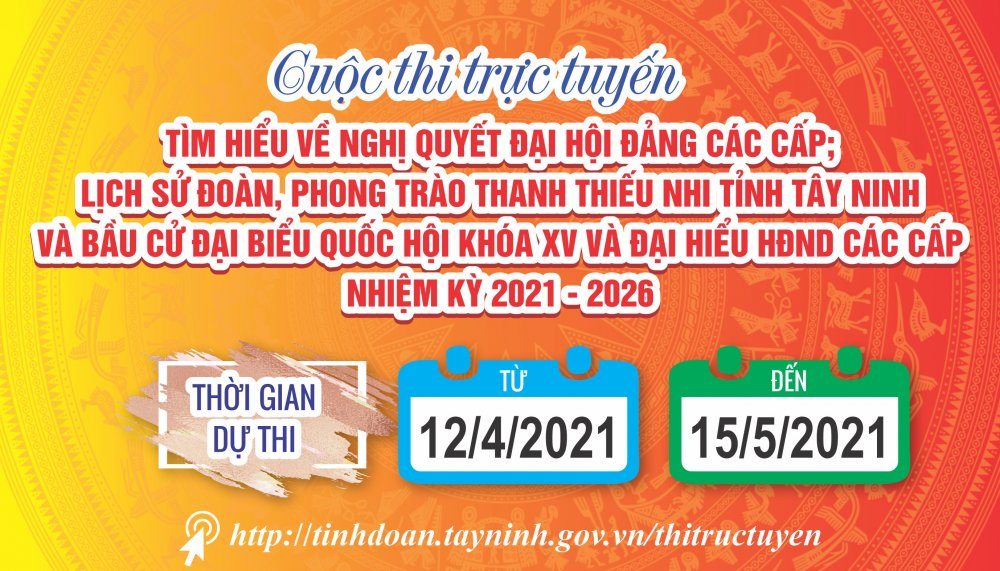 Cuộc thi trực tuyến
TÌM HIỂU VỀ NGHỊ QUYẾT ĐẠI HỘI ĐẢNG CÁC CẤP;
LỊCH SỬ ĐOÀN, PHONG TRÀO THANH THIẾU NHI TỈNH TÂY NINH
VÀ BẦU CỬ ĐẠI BIỂU QUỐC HỘI KHÓA XV VÀ ĐẠI HIỂU HĐND CÁC CẤP
NHIỆM KỲ 2021 - 2026
THỜI GIAN
DỰ THI
TỪ
12/4/2021
ĐẾN
15/5/2021
http://tinhdoan.tayninh.gov.vn/thitructuyen